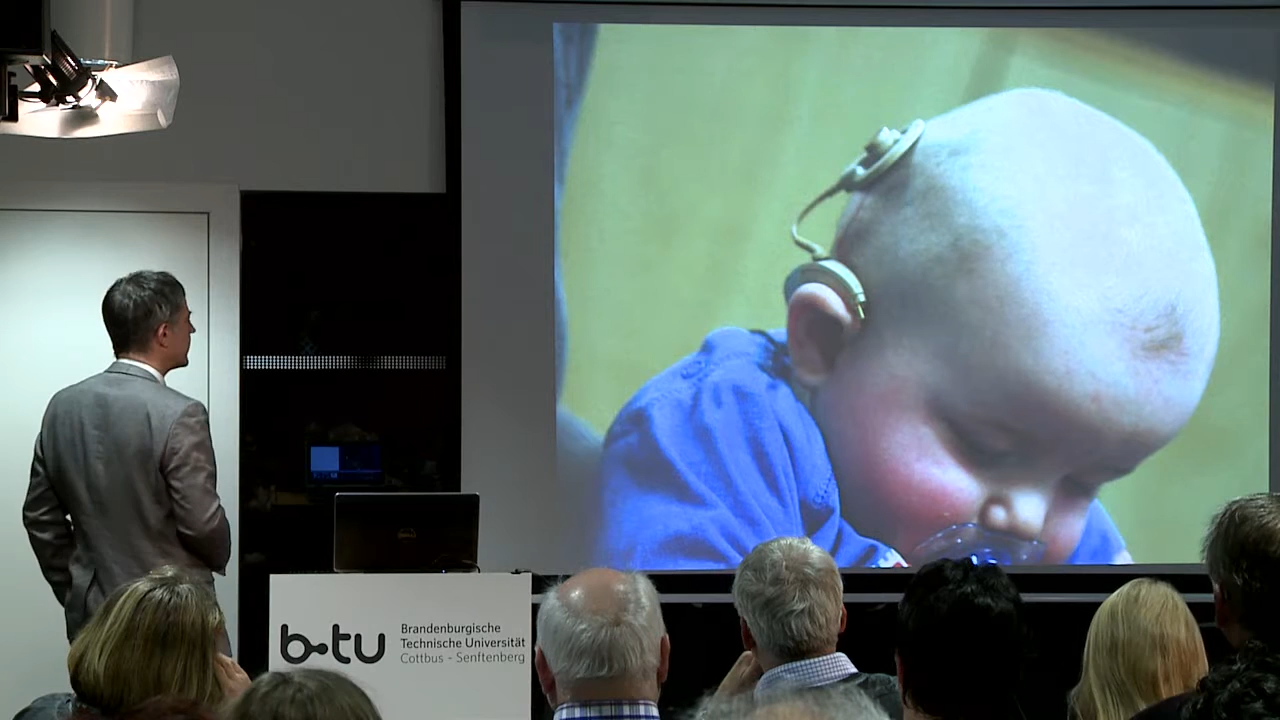 b-tu
Brandenburgische
Technische Universität
Cottbus - Senftenberg